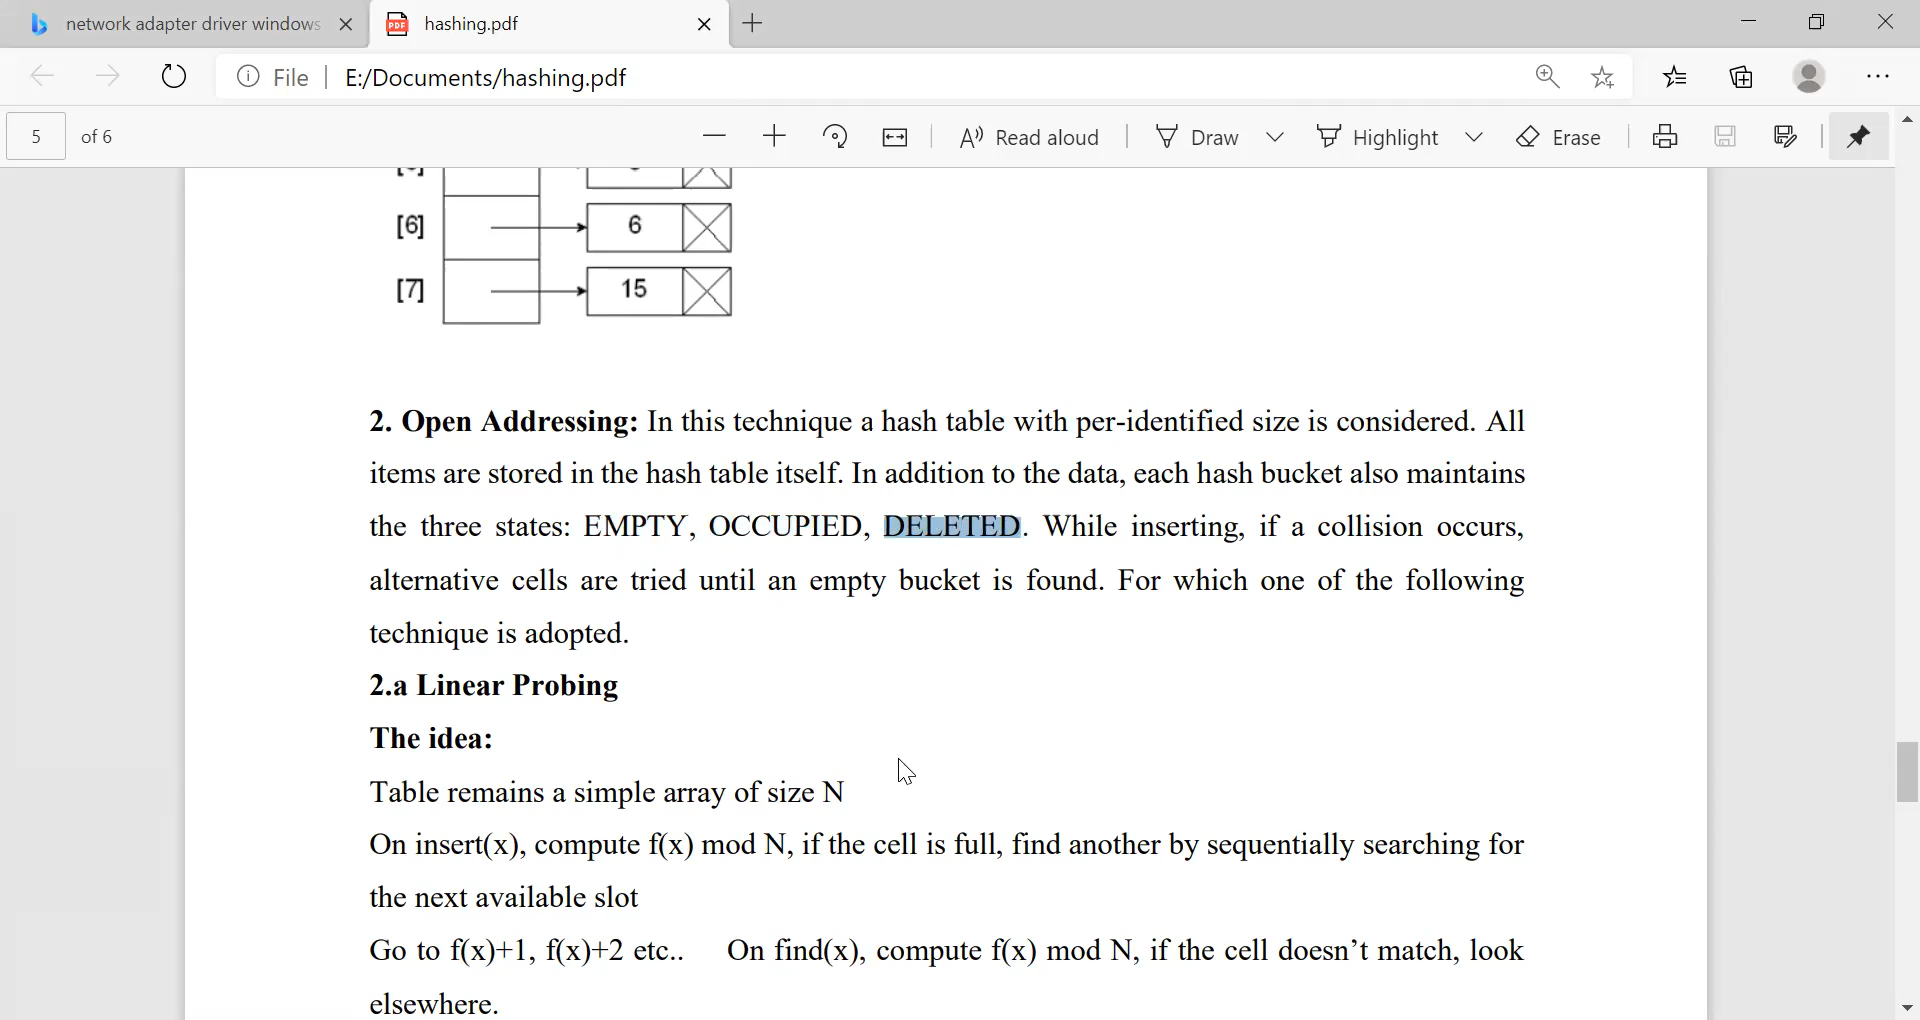 network adapter driver windows
hashing.pdf
File
E:/Documents/hashing.pdf
5 of 6
Read aloud
Draw
Highlight
Erase
[6] 6
[7] 15
2. Open Addressing: In this technique a hash table with per-identified size is considered. All
items are stored in the hash table itself. In addition to the data, each hash bucket also maintains
the three states: EMPTY, OCCUPIED, DELETED. While inserting, if a collision occurs,
alternative cells are tried until an empty bucket is found. For which one of the following
technique is adopted.
2.a Linear Probing
The idea:
Table remains a simple array of size N
On insert(x), compute f(x) mod N, if the cell is full, find another by sequentially searching for
the next available slot
Go to f(x)+1, f(x)+2 etc.. On find(x), compute f(x) mod N, if the cell doesn’t match, look
elsewhere.